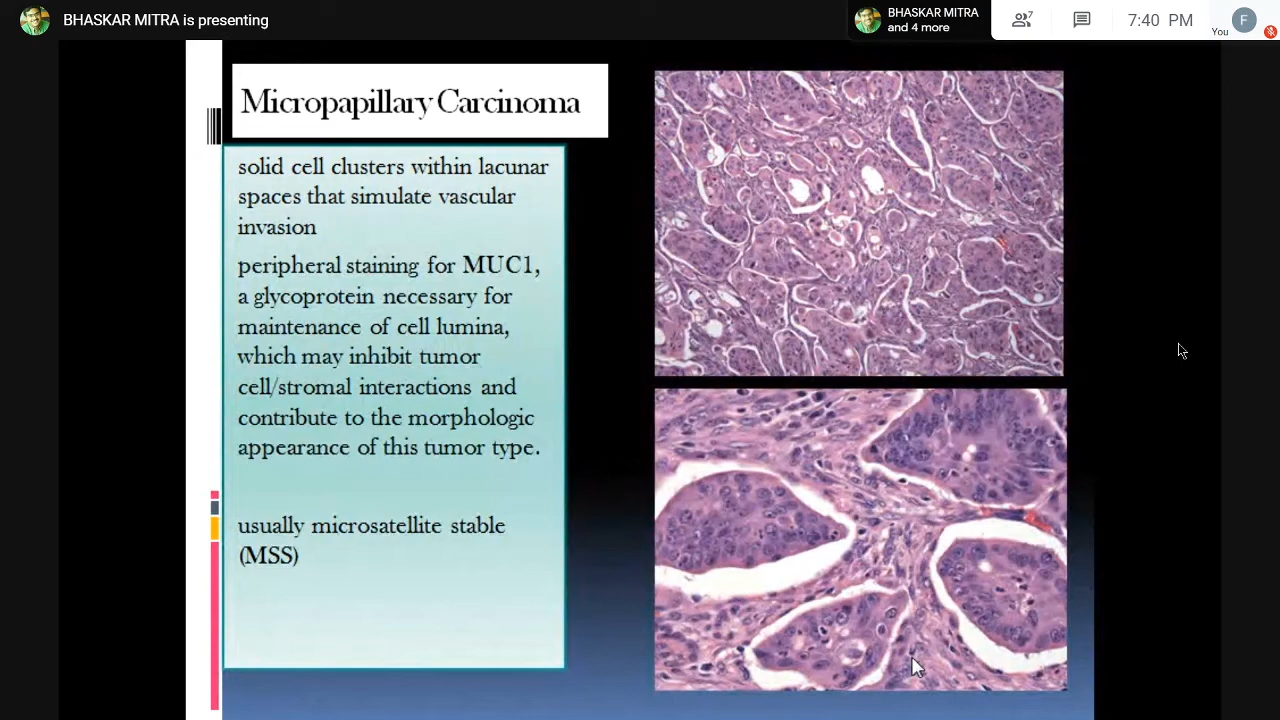 BHASKAR MITRA is presenting
BHASKAR MITRA
and 4 more
7
7:40 PM
You
F
Micropapillary Carcinoma
solid cell clusters within lacunar
spaces that simulate vascular
invasion
peripheral staining for MUC1,
a glycoprotein necessary for
maintenance of cell lumina,
which may inhibit tumor
cell/stromal interactions and
contribute to the morphologic
appearance of this tumor type.
usually microsatellite stable
(MSS)